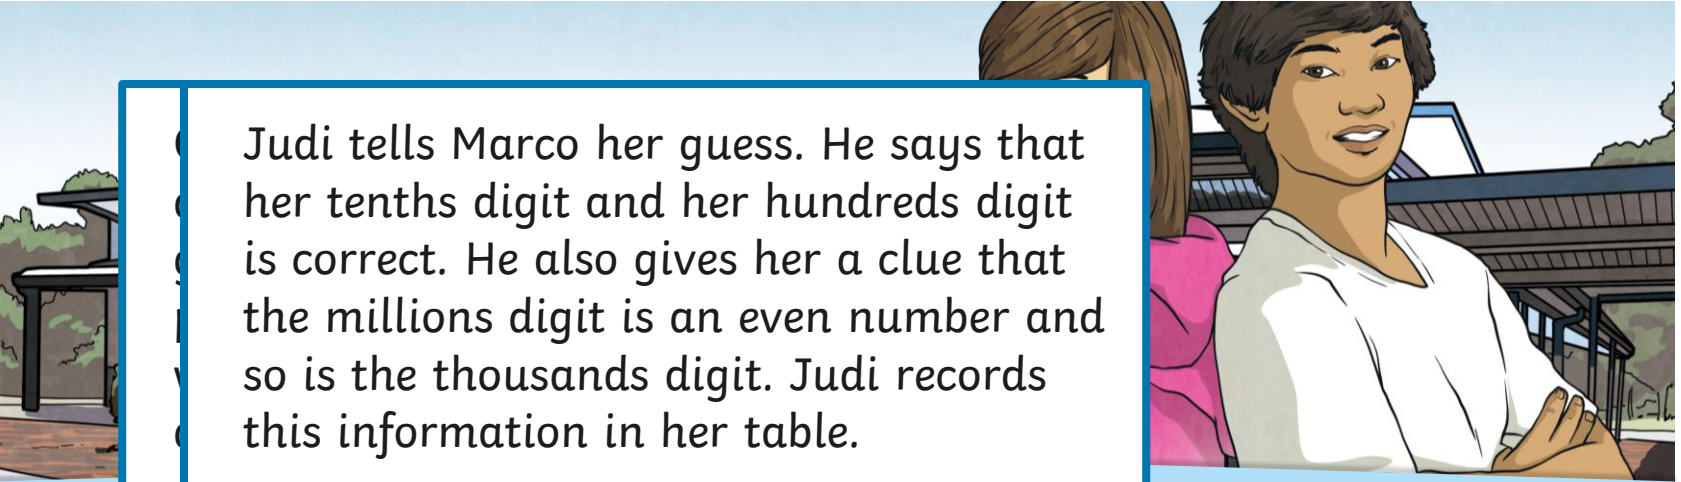 Judi tells Marco her guess. He says that
her tenths digit and her hundreds digit
is correct. He also gives her a clue that
the millions digit is an even number and
so is the thousands digit. Judi records
this information in her table.